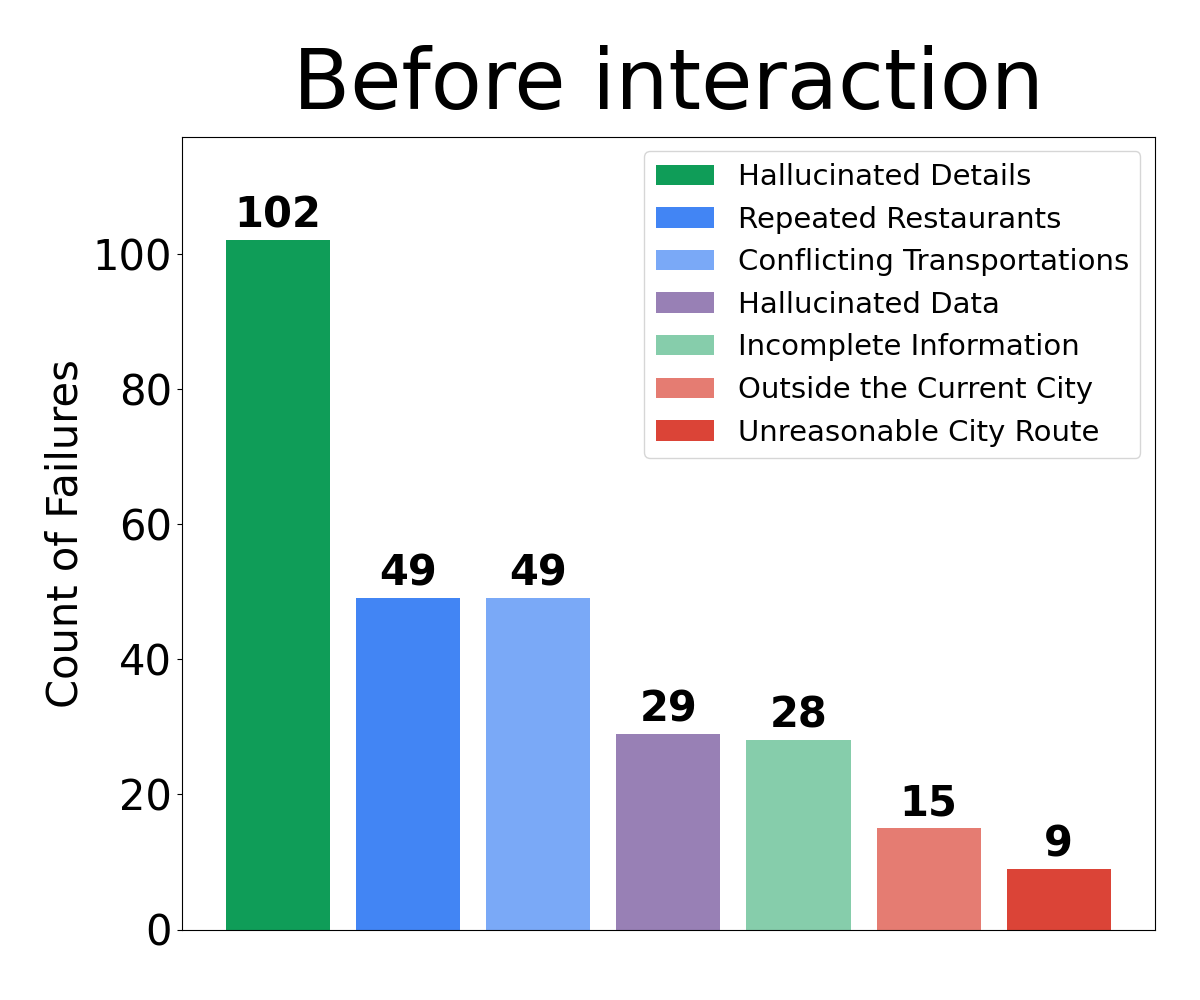 Before interaction
Count of Failures
100
80
60
40
20
0
102
49
49
29
28
15
9
Hallucinated Details
Repeated Restaurants
Conflicting Transportations
Hallucinated Data
Incomplete Information
Outside the Current City
Unreasonable City Route